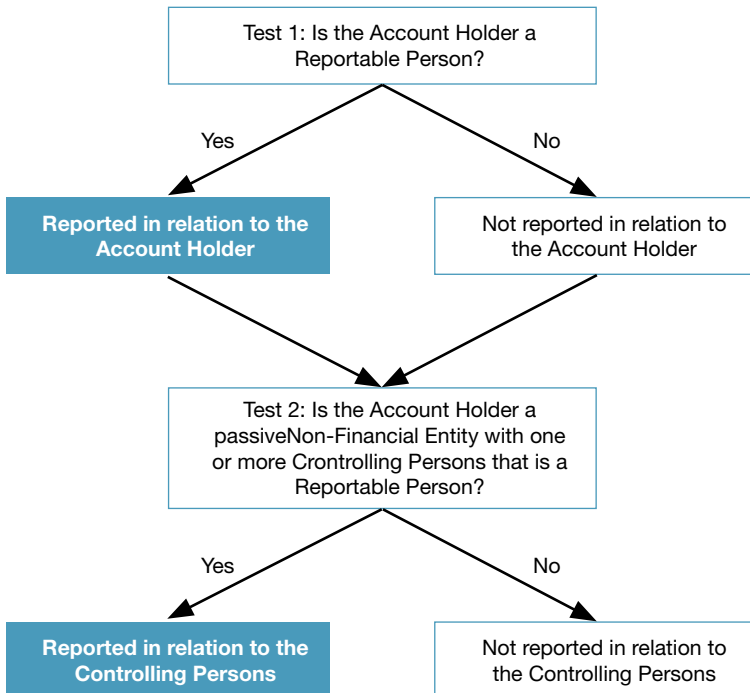 Test 1: Is the Account Holder a
Reportable Person?
Yes
No
Reported in relation to the
Account Holder
Not reported in relation to
the Account Holder
Test 2: Is the Account Holder a
passiveNon-Financial Entity with one
or more Crontrolling Persons that is a
Reportable Person?
Yes
No
Reported in relation to the
Controlling Persons
Not reported in relation to
the Controlling Persons